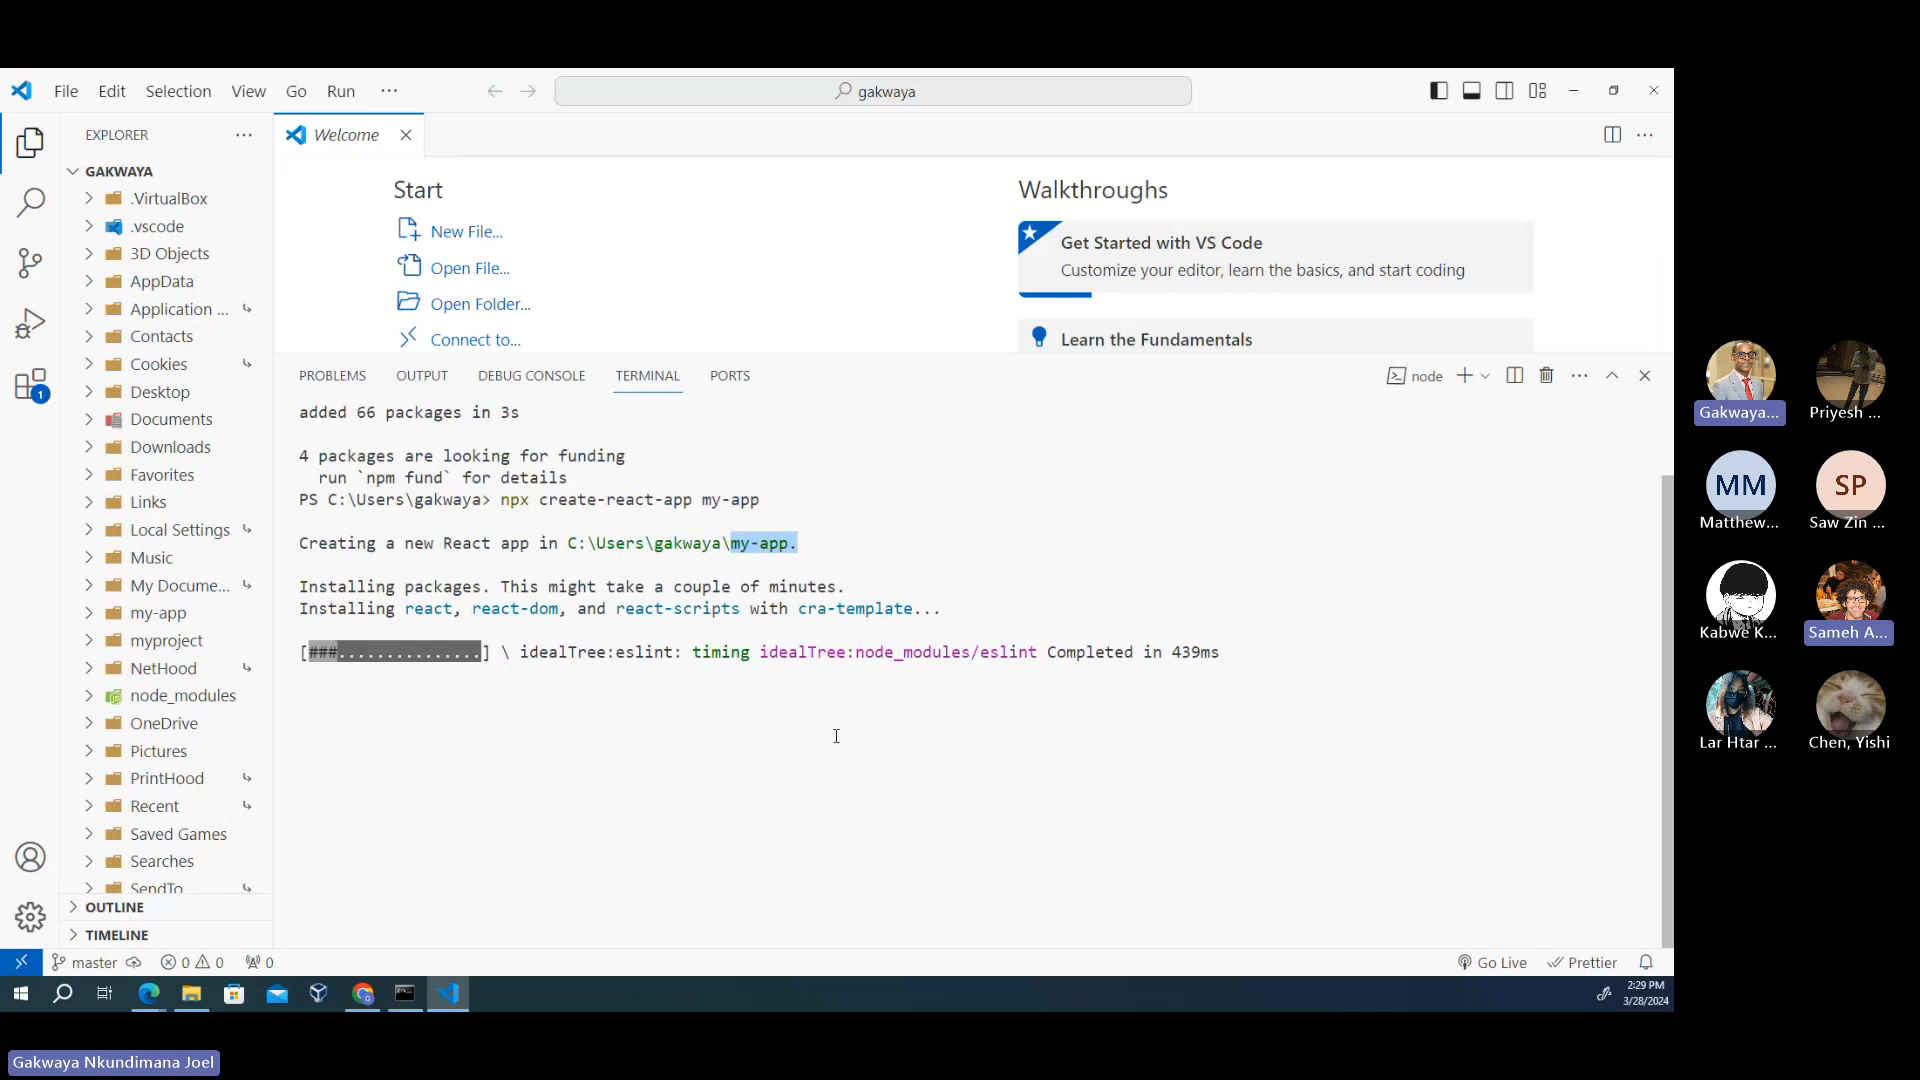 File Edit Selection View Go Run ···
gakwaya
EXPLORER ···
GAKWAYA
.VirtualBox
.vscode
3D Objects
AppData
Application ...
Contacts
Cookies
Desktop
Documents
Downloads
Favorites
Links
Local Settings
Music
My Docume...
my-app
myproject
NetHood
node_modules
OneDrive
Pictures
PrintHood
Recent
Saved Games
Searches
SendTo
OUTLINE
TIMELINE
Welcome
Start
New File...
Open File...
Open Folder...
Connect to...
Walkthroughs
Get Started with VS Code
Customize your editor, learn the basics, and start coding
Learn the Fundamentals
PROBLEMS OUTPUT DEBUG CONSOLE TERMINAL PORTS
node
added 66 packages in 3s
4 packages are looking for funding
run `npm fund` for details
PS C:\Users\gakwaya> npx create-react-app my-app
Creating a new React app in C:\Users\gakwaya\my-app.
Installing packages. This might take a couple of minutes.
Installing react, react-dom, and react-scripts with cra-template...
[###...............] \ idealTree:eslint: timing idealTree:node_modules/eslint Completed in 439ms
1
master 0 0 0
Go Live Prettier
2:29 PM
3/28/2024
Gakwaya... Priyesh ...
MM SP
Matthew... Saw Zin ...
Kabwe K... Sameh A...
Lar Htar ... Chen, Yishi
Gakwaya Nkundimana Joel